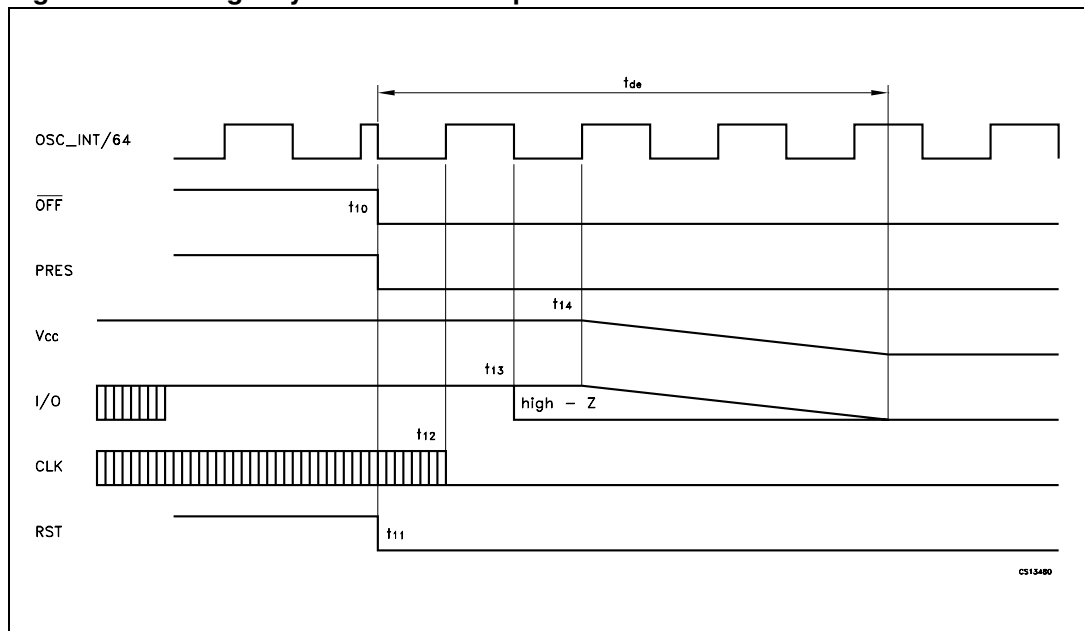 tde
OSC_INT/64
OFF
t10
PRES
t14
Vcc
t13
I/O
high – Z
t12
CLK
RST
t11
CS13480